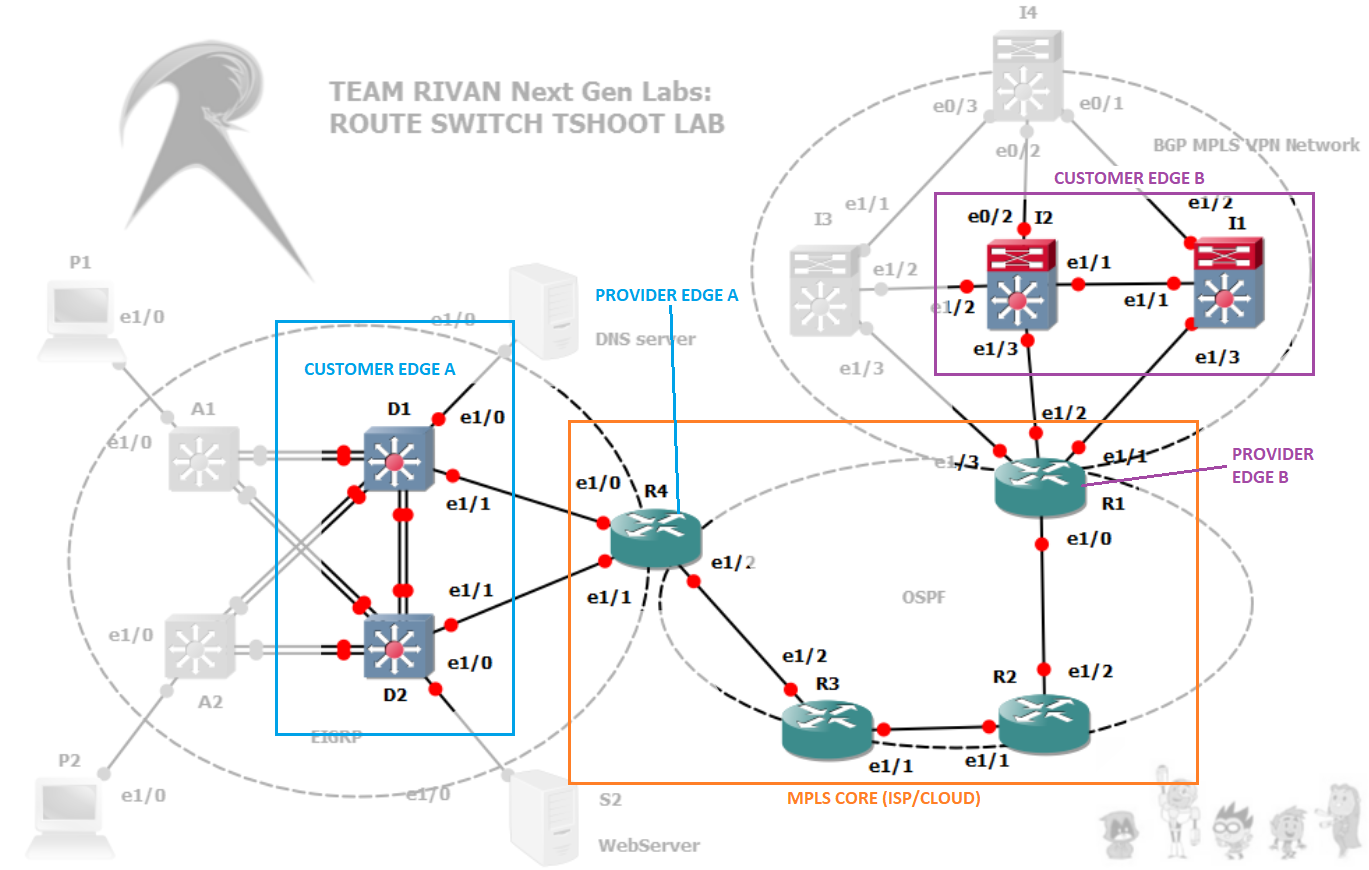 I4
TEAM RIVAN Next Gen Labs:
ROUTE SWITCH TSHOOT LAB
e0/3
e0/1
e0/2
BGP MPLS VPN Network
CUSTOMER EDGE B
e1/1
e0/2
I2
e1/2
I1
I3
e1/2
e1/1
e1/1
e1/2
e1/3
e1/3
e1/3
P1
e1/0
PROVIDER EDGE A
e1/0
DNS server
CUSTOMER EDGE A
A1
D1
e1/0
e1/0
e1/2
e1/1
e1/3
PROVIDER
EDGE B
e1/0
R4
e1/1
R1
e1/0
e1/2
e1/1
e1/1
OSPF
e1/0
e1/0
e1/2
e1/2
R3
R2
A2
D2
EIGRP
P2
e1/1
e1/1
e1/0
e1/0
S2
WebServer
MPLS CORE (ISP/CLOUD)